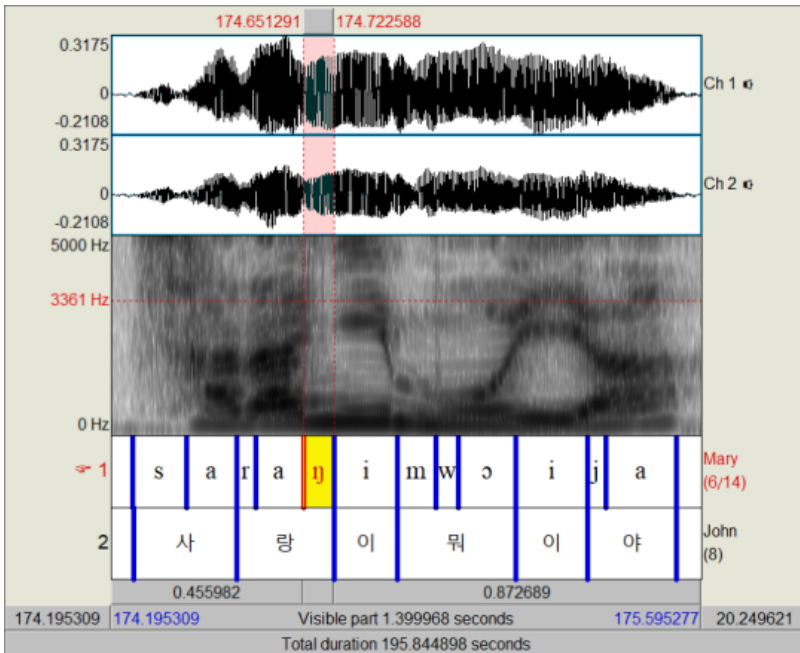 174.651291 174.722588
0.3175
0
-0.2108
Ch 1
0.3175
0
-0.2108
Ch 2
5000 Hz
3361 Hz
0 Hz
1 s a r a ŋ i m w ɔ i j a Mary (6/14)
2 사 랑 이 뭐 이 야 John (8)
0.455982 0.872689
174.195309 174.195309 Visible part 1.399968 seconds 175.595277 20.249621
Total duration 195.844898 seconds